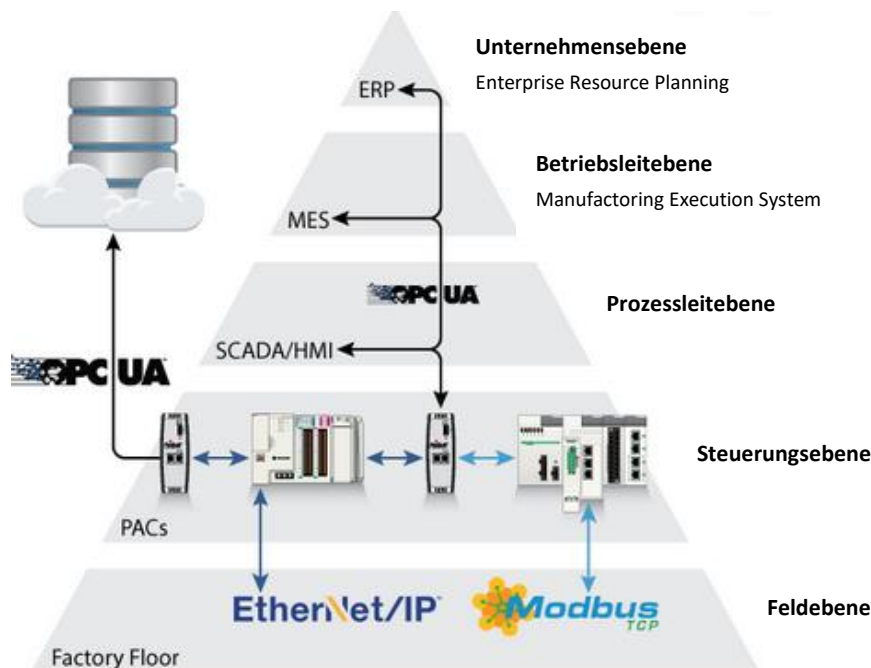 Unternehmensebene
Enterprise Resource Planning
ERP
Betriebsleitebene
Manufactoring Execution System
MES
OPC UA
Prozessleitebene
SCADA/HMI
OPC UA
Steuerungsebene
PACs
EtherNet/IP
Modbus
TCP
Feldebene
Factory Floor